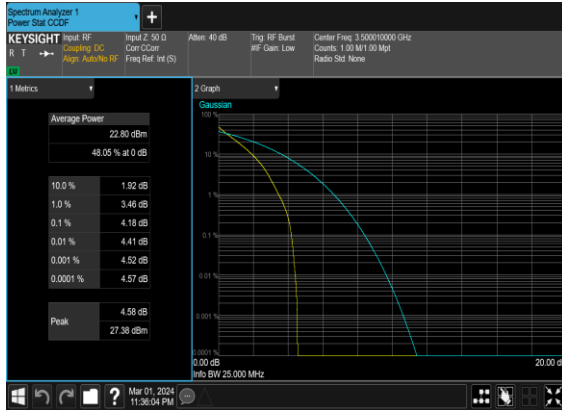 Spectrum Analyzer 1
Power Stat CCDF
KEYSIGHT
R T
LU
Input: RF
Coupling: DC
Align: Auto/No RF
Input Z: 50 Ω
Corr CCorr
Freq Ref: Int (S)
Atten: 40 dB
Trig: RF Burst
#IF Gain: Low
Center Freq: 3.500010000 GHz
Counts: 1.00 M/1.00 Mpt
Radio Std: None
1 Metrics
Average Power
22.80 dBm
48.05 % at 0 dB
10.0 % 1.92 dB
1.0 % 3.46 dB
0.1 % 4.18 dB
0.01 % 4.41 dB
0.001 % 4.52 dB
0.0001 % 4.57 dB
Peak
4.58 dB
27.38 dBm
2 Graph
Gaussian
100 %
10 %
1 %
0.1 %
0.01 %
0.001 %
0.0001 %
0.00 dB
20.00 d
Info BW 25.000 MHz
Mar 01, 2024
11:36:04 PM